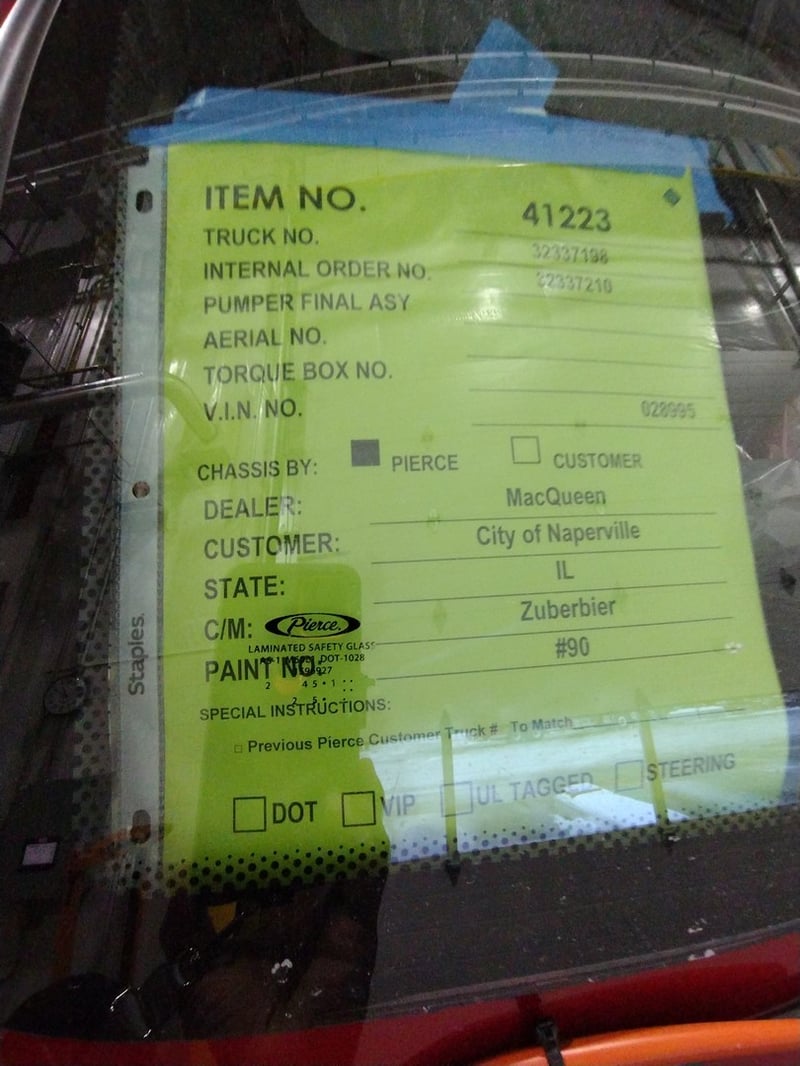 ITEM NO. 41223
TRUCK NO. 32337198
INTERNAL ORDER NO. 32337210
PUMPER FINAL ASY
AERIAL NO.
TORQUE BOX NO.
V.I.N. NO. 028995
CHASSIS BY: PIERCE CUSTOMER
DEALER: MacQueen
CUSTOMER: City of Naperville
STATE: IL
C/M: Zuberbier
Pierce
LAMINATED SAFETY GLASS
DOT-1028
PAINT NO. #90
SPECIAL INSTRUCTIONS:
Previous Pierce Customer Truck # To Match
DOT VIP UL TAGGED STEERING
Staples